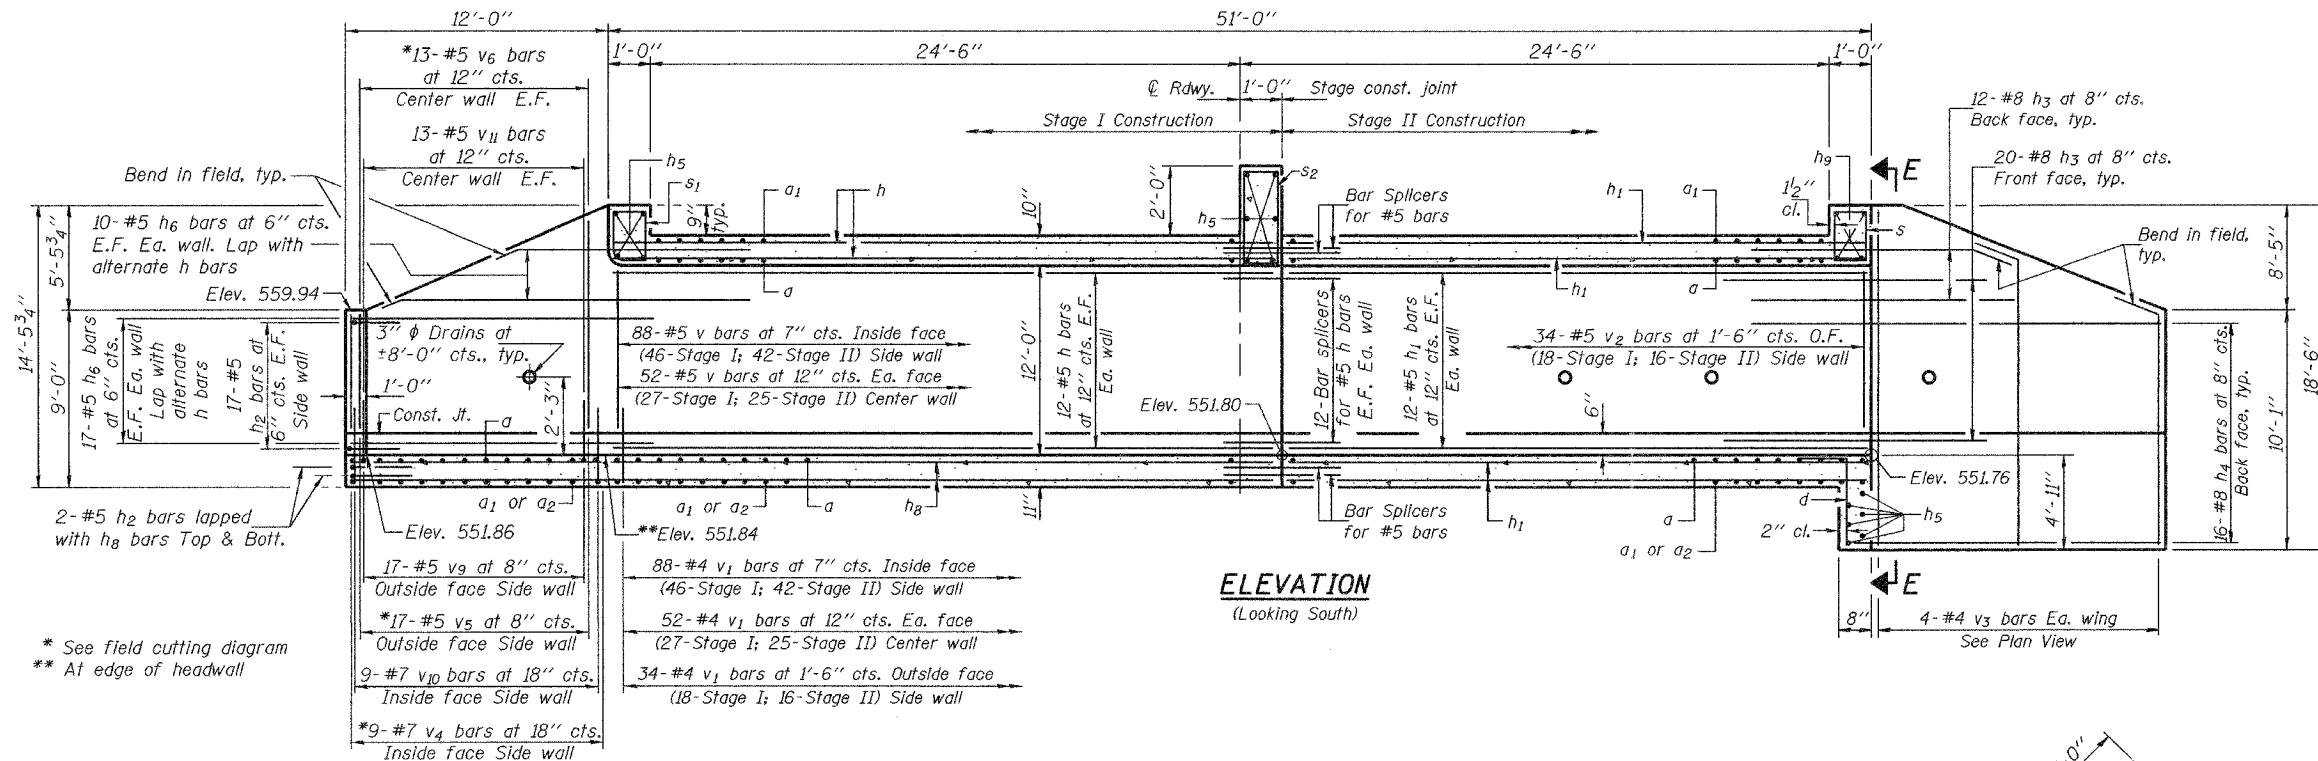 12'-0"
51'-0"
*13-#5 v6 bars
at 12" cts.
Center wall E.F.
1'-0"
24'-6"
24'-6"
1'-0"
℄ Rdwy.
1'-0"
Stage const. joint
Stage I Construction
Stage II Construction
12-#8 h3 at 8" cts.
Back face, typ.
13-#5 v11 bars
at 12" cts.
Center wall E.F.
Bend in field, typ.
h5
s1
a1
h
2'-0"
s2
h5
Bar Splicers
for #5 bars
h1
a1
h9
1½"
cl.
E
20-#8 h3 at 8" cts.
Front face, typ.
s
Bend in field,
typ.
10-#5 h6 bars at 6" cts.
E.F. Ea. wall. Lap with
alternate h bars
9"
typ.
10"
Elev. 559.94
a
h1
a
14'-5¾"
5'-5¾"
9'-0"
17-#5 h6 bars
at 6" cts.
E.F. Ea. wall
Lap with
alternate
h bars
17-#5
h2 bars at
6" cts. E.F.
Side wall
3" ϕ Drains at
±8'-0" cts., typ.
1'-0"
Const. Jt.
a
2'-3"
88-#5 v bars at 7" cts. Inside face
(46-Stage I; 42-Stage II) Side wall
52-#5 v bars at 12" cts. Ea. face
(27-Stage I; 25-Stage II) Center wall
12'-0"
12-#5 h bars
at 12" cts. E.F.
Ea. wall
Elev. 551.80
12-Bar splicers
for #5 h bars
E.F. Ea. wall
12-#5 h1 bars
at 12" cts. E.F.
Ea. wall
34-#5 v2 bars at 1'-6" cts. O.F.
(18-Stage I; 16-Stage II) Side wall
6"
8'-5"
18'-6"
10'-1"
16-#8 h4 bars at 8" cts.
Back face, typ.
a1 or a2
a1 or a2
a
h8
11"
2-#5 h2 bars lapped
with h8 bars Top & Bott.
Elev. 551.86
**Elev. 551.84
Bar Splicers
for #5 bars
h1
a
d
2" cl.
h5
Elev. 551.76
4'-11"
a1 or a2
17-#5 v9 at 8" cts.
Outside face Side wall
88-#4 v1 bars at 7" cts. Inside face
(46-Stage I; 42-Stage II) Side wall
ELEVATION
(Looking South)
E
8"
4-#4 v3 bars Ea. wing
See Plan View
*17-#5 v5 at 8" cts.
Outside face Side wall
52-#4 v1 bars at 12" cts. Ea. face
(27-Stage I; 25-Stage II) Center wall
* See field cutting diagram
** At edge of headwall
9-#7 v10 bars at 18" cts.
Inside face Side wall
34-#4 v1 bars at 1'-6" cts. Outside face
(18-Stage I; 16-Stage II) Side wall
*9-#7 v4 bars at 18" cts.
Inside face Side wall